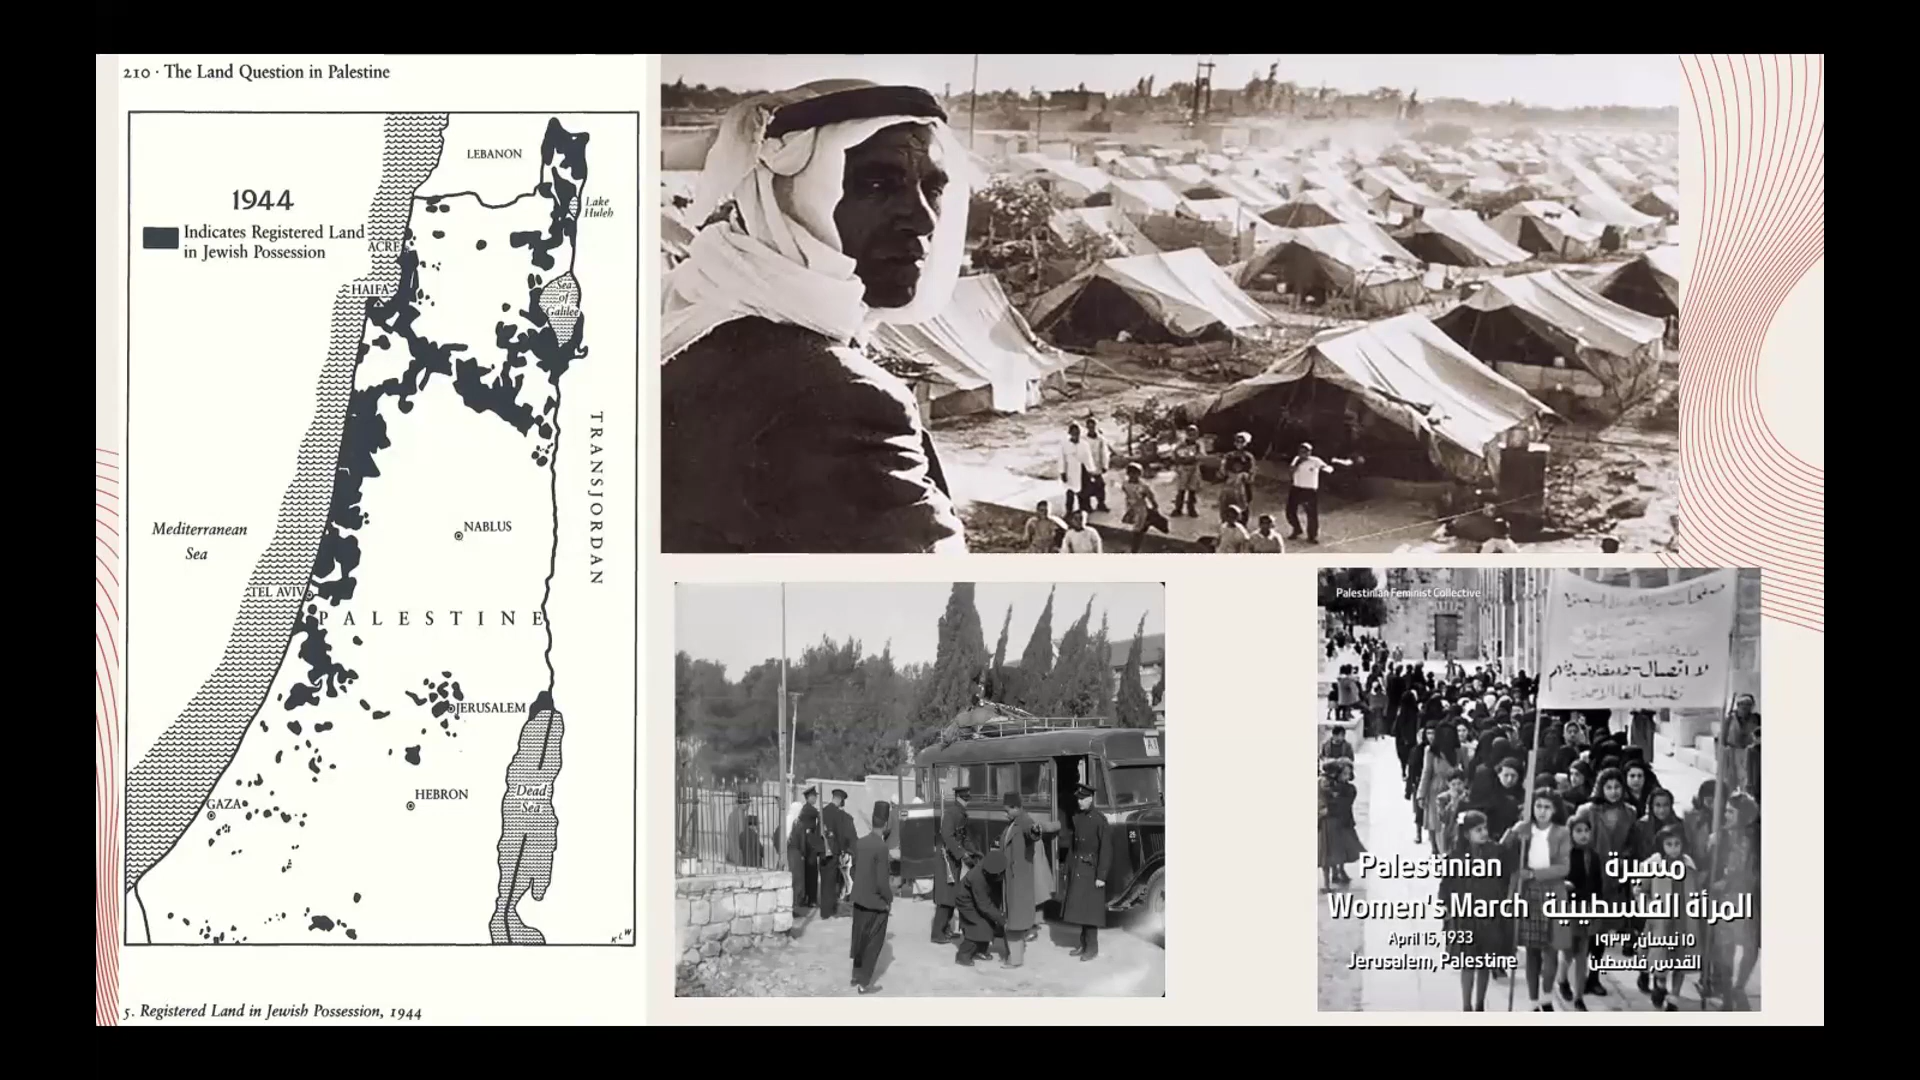 210 · The Land Question in Palestine
LEBANON
1944
Lake
Huleh
Indicates Registered Land
in Jewish Possession
ACRE
HAIFA
Sea
of
Galilee
TRANSJORDAN
NABLUS
Mediterranean
Sea
TEL AVIV
PALESTINE
JERUSALEM
Dead
Sea
HEBRON
GAZA
KLW
5. Registered Land in Jewish Possession, 1944
Palestinian Feminist Collective
لا اتصال
Palestinian
Women's March
April 15, 1933
Jerusalem, Palestine
مسيرة
المرأة الفلسطينية
١٥ نيسان, ١٩٣٣
القدس, فلسطين